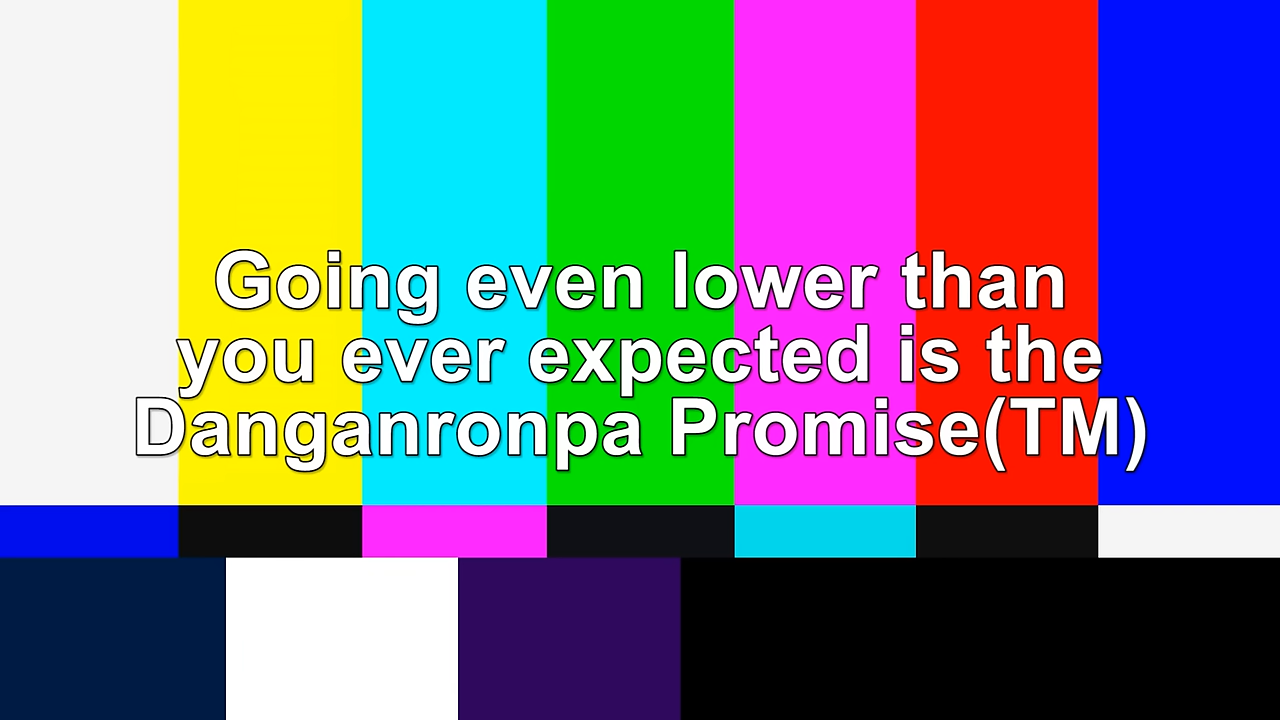 Going even lower than
you ever expected is the
Danganronpa Promise(TM)